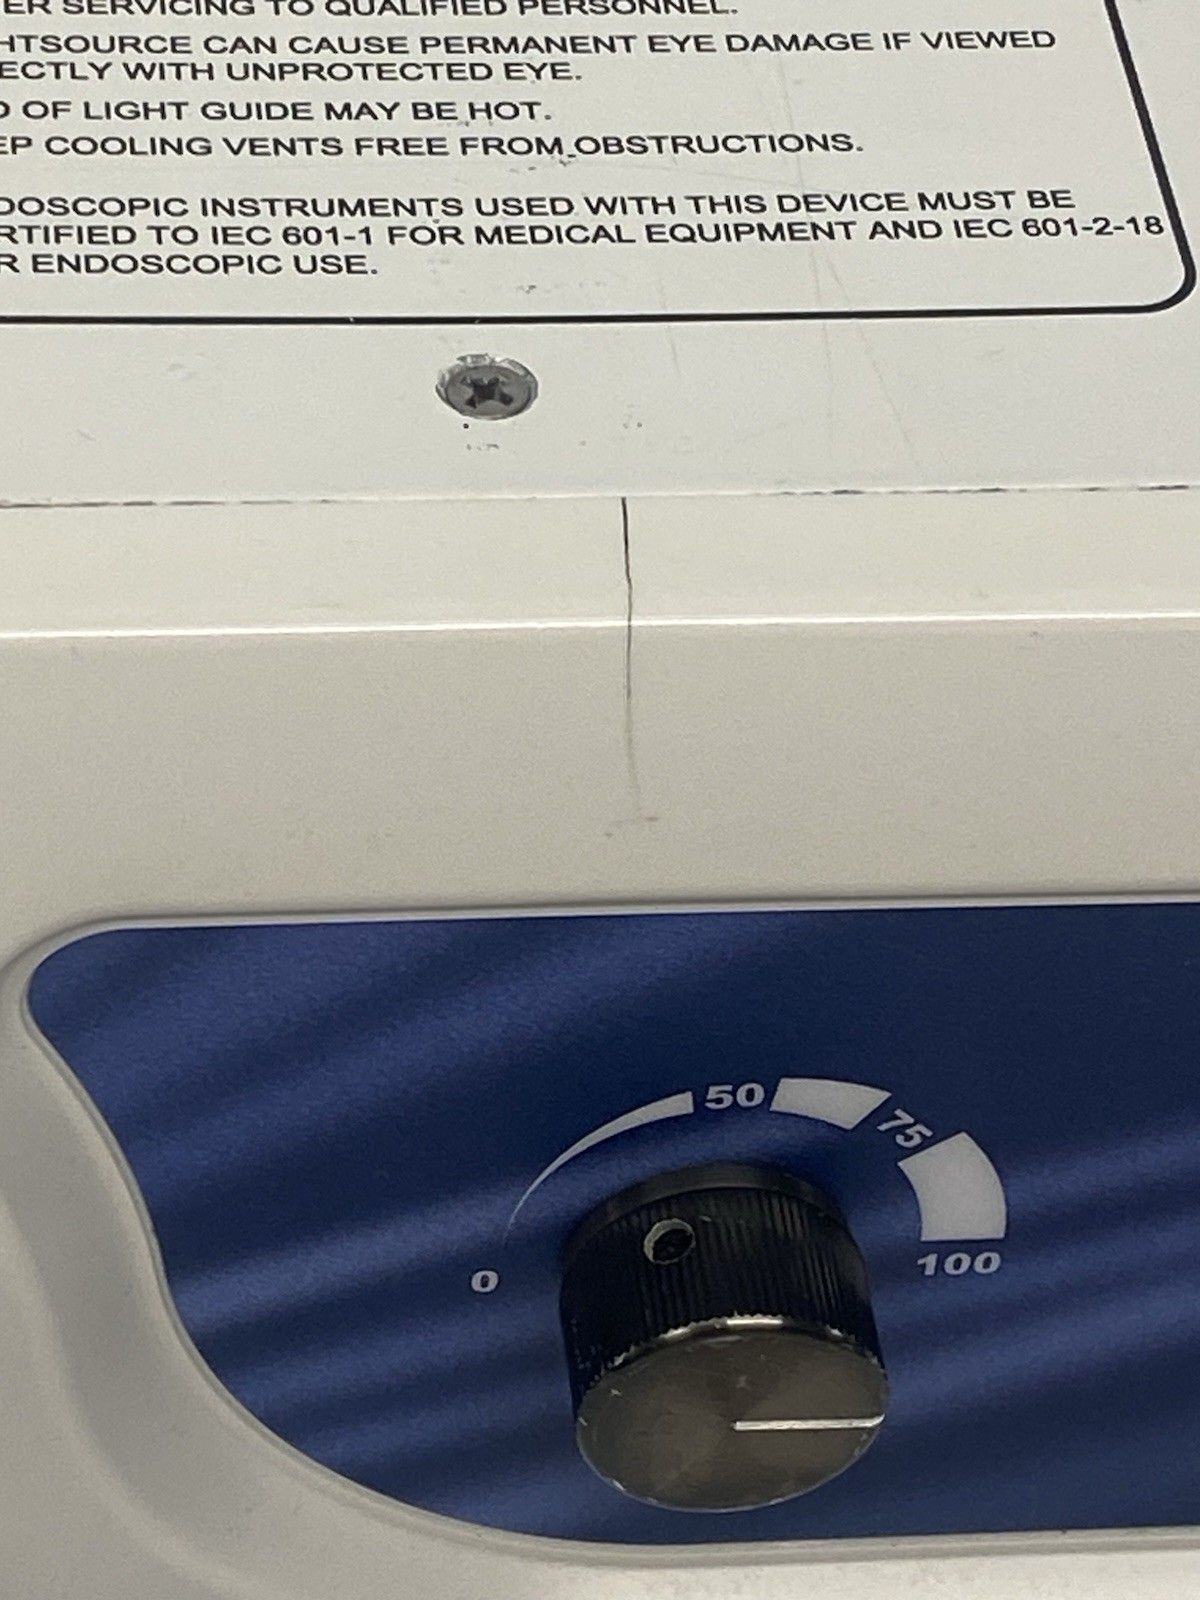 ER SERVICING TO QUALIFIED PERSONNEL.
HTSOURCE CAN CAUSE PERMANENT EYE DAMAGE IF VIEWED
ECTLY WITH UNPROTECTED EYE.
D OF LIGHT GUIDE MAY BE HOT.
EP COOLING VENTS FREE FROM OBSTRUCTIONS.
DOSCOPIC INSTRUMENTS USED WITH THIS DEVICE MUST BE
RTIFIED TO IEC 601-1 FOR MEDICAL EQUIPMENT AND IEC 601-2-18
R ENDOSCOPIC USE.
0
50
75
100